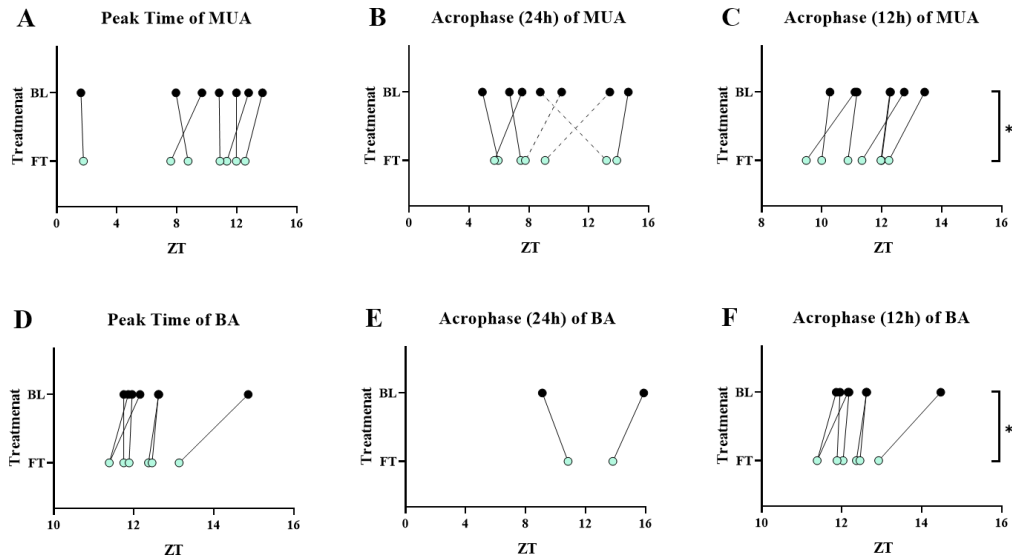 A
Peak Time of MUA
Treatmenat
BL
FT
0 4 8 12 16
ZT
B
Acrophase (24h) of MUA
Treatmenat
BL
FT
0 4 8 12 16
ZT
C
Acrophase (12h) of MUA
Treatmenat
BL
FT
*
8 10 12 14 16
ZT
D
Peak Time of BA
Treatmenat
BL
FT
10 12 14 16
ZT
E
Acrophase (24h) of BA
Treatmenat
BL
FT
0 4 8 12 16
ZT
F
Acrophase (12h) of BA
Treatmenat
BL
FT
*
10 12 14 16
ZT